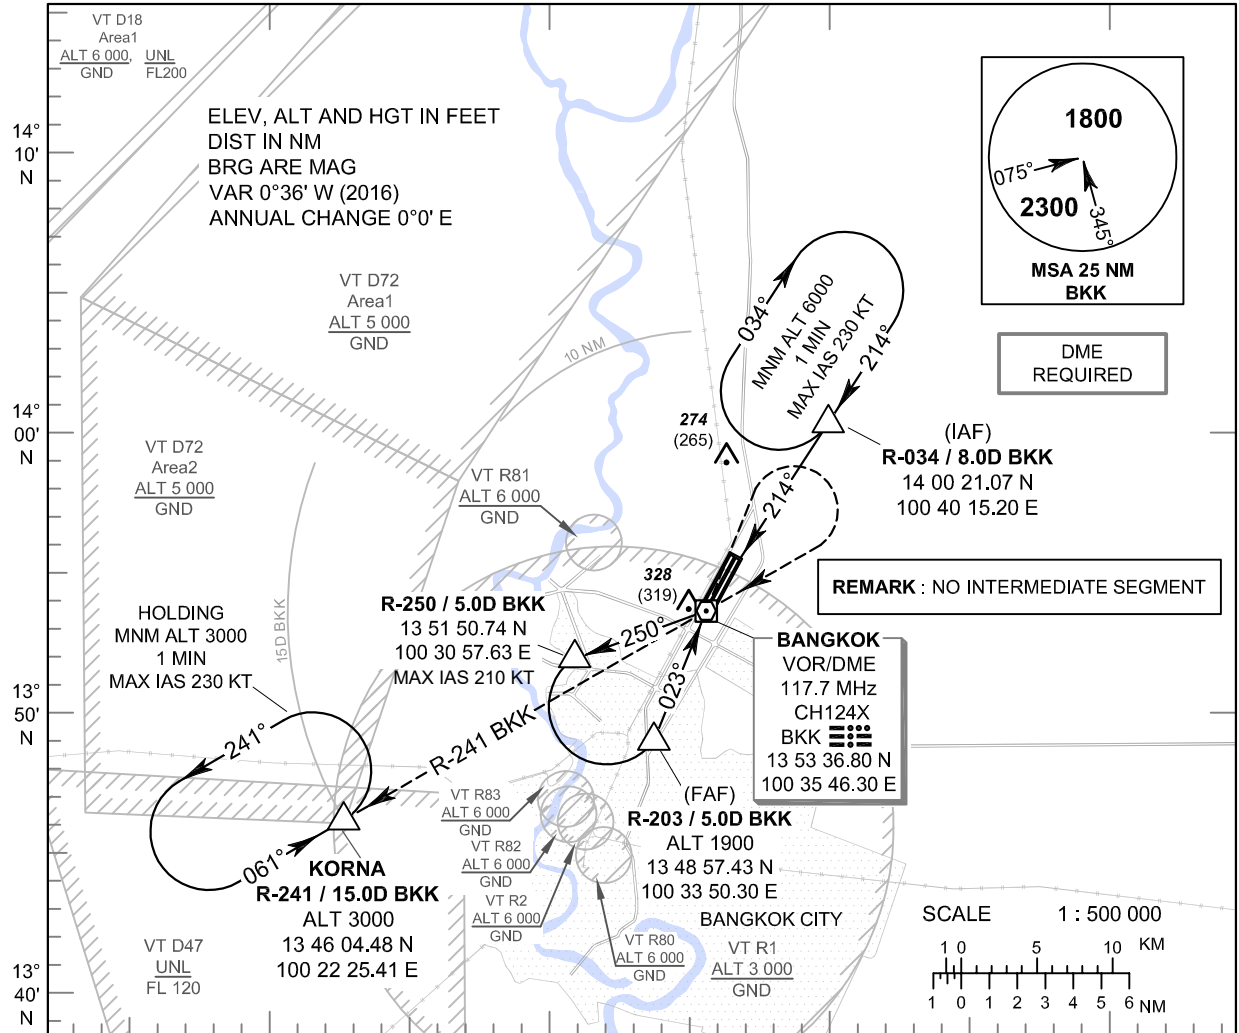 VT D18
Area1
ALT 6 000, UNL
GND FL200
ELEV, ALT AND HGT IN FEET
DIST IN NM
BRG ARE MAG
VAR 0°36' W (2016)
ANNUAL CHANGE 0°0' E
14°
10'
N
1800
075°
2300
345°
MSA 25 NM
BKK
DME
REQUIRED
VT D72
Area1
ALT 5 000
GND
10 NM
034°
MNM ALT 6000
1 MIN
MAX IAS 230 KT
214°
14°
00'
N
274
(265)
(IAF)
R-034 / 8.0D BKK
14 00 21.07 N
100 40 15.20 E
VT D72
Area2
ALT 5 000
GND
VT R81
ALT 6 000
GND
214°
REMARK : NO INTERMEDIATE SEGMENT
328
(319)
HOLDING
MNM ALT 3000
1 MIN
MAX IAS 230 KT
15D BKK
R-250 / 5.0D BKK
13 51 50.74 N
100 30 57.63 E
MAX IAS 210 KT
250°
023°
BANGKOK
VOR/DME
117.7 MHz
CH124X
BKK
13 53 36.80 N
100 35 46.30 E
13°
50'
N
241°
R-241 BKK
061°
KORNA
R-241 / 15.0D BKK
ALT 3000
13 46 04.48 N
100 22 25.41 E
VT R83
ALT 6 000
GND
VT R82
ALT 6 000
GND
VT R2
ALT 6 000
GND
(FAF)
R-203 / 5.0D BKK
ALT 1900
13 48 57.43 N
100 33 50.30 E
BANGKOK CITY
VT R80
ALT 6 000
GND
VT R1
ALT 3 000
GND
VT D47
UNL
FL 120
13°
40'
N
SCALE 1 : 500 000
1 0 5 10 KM
1 0 1 2 3 4 5 6 NM